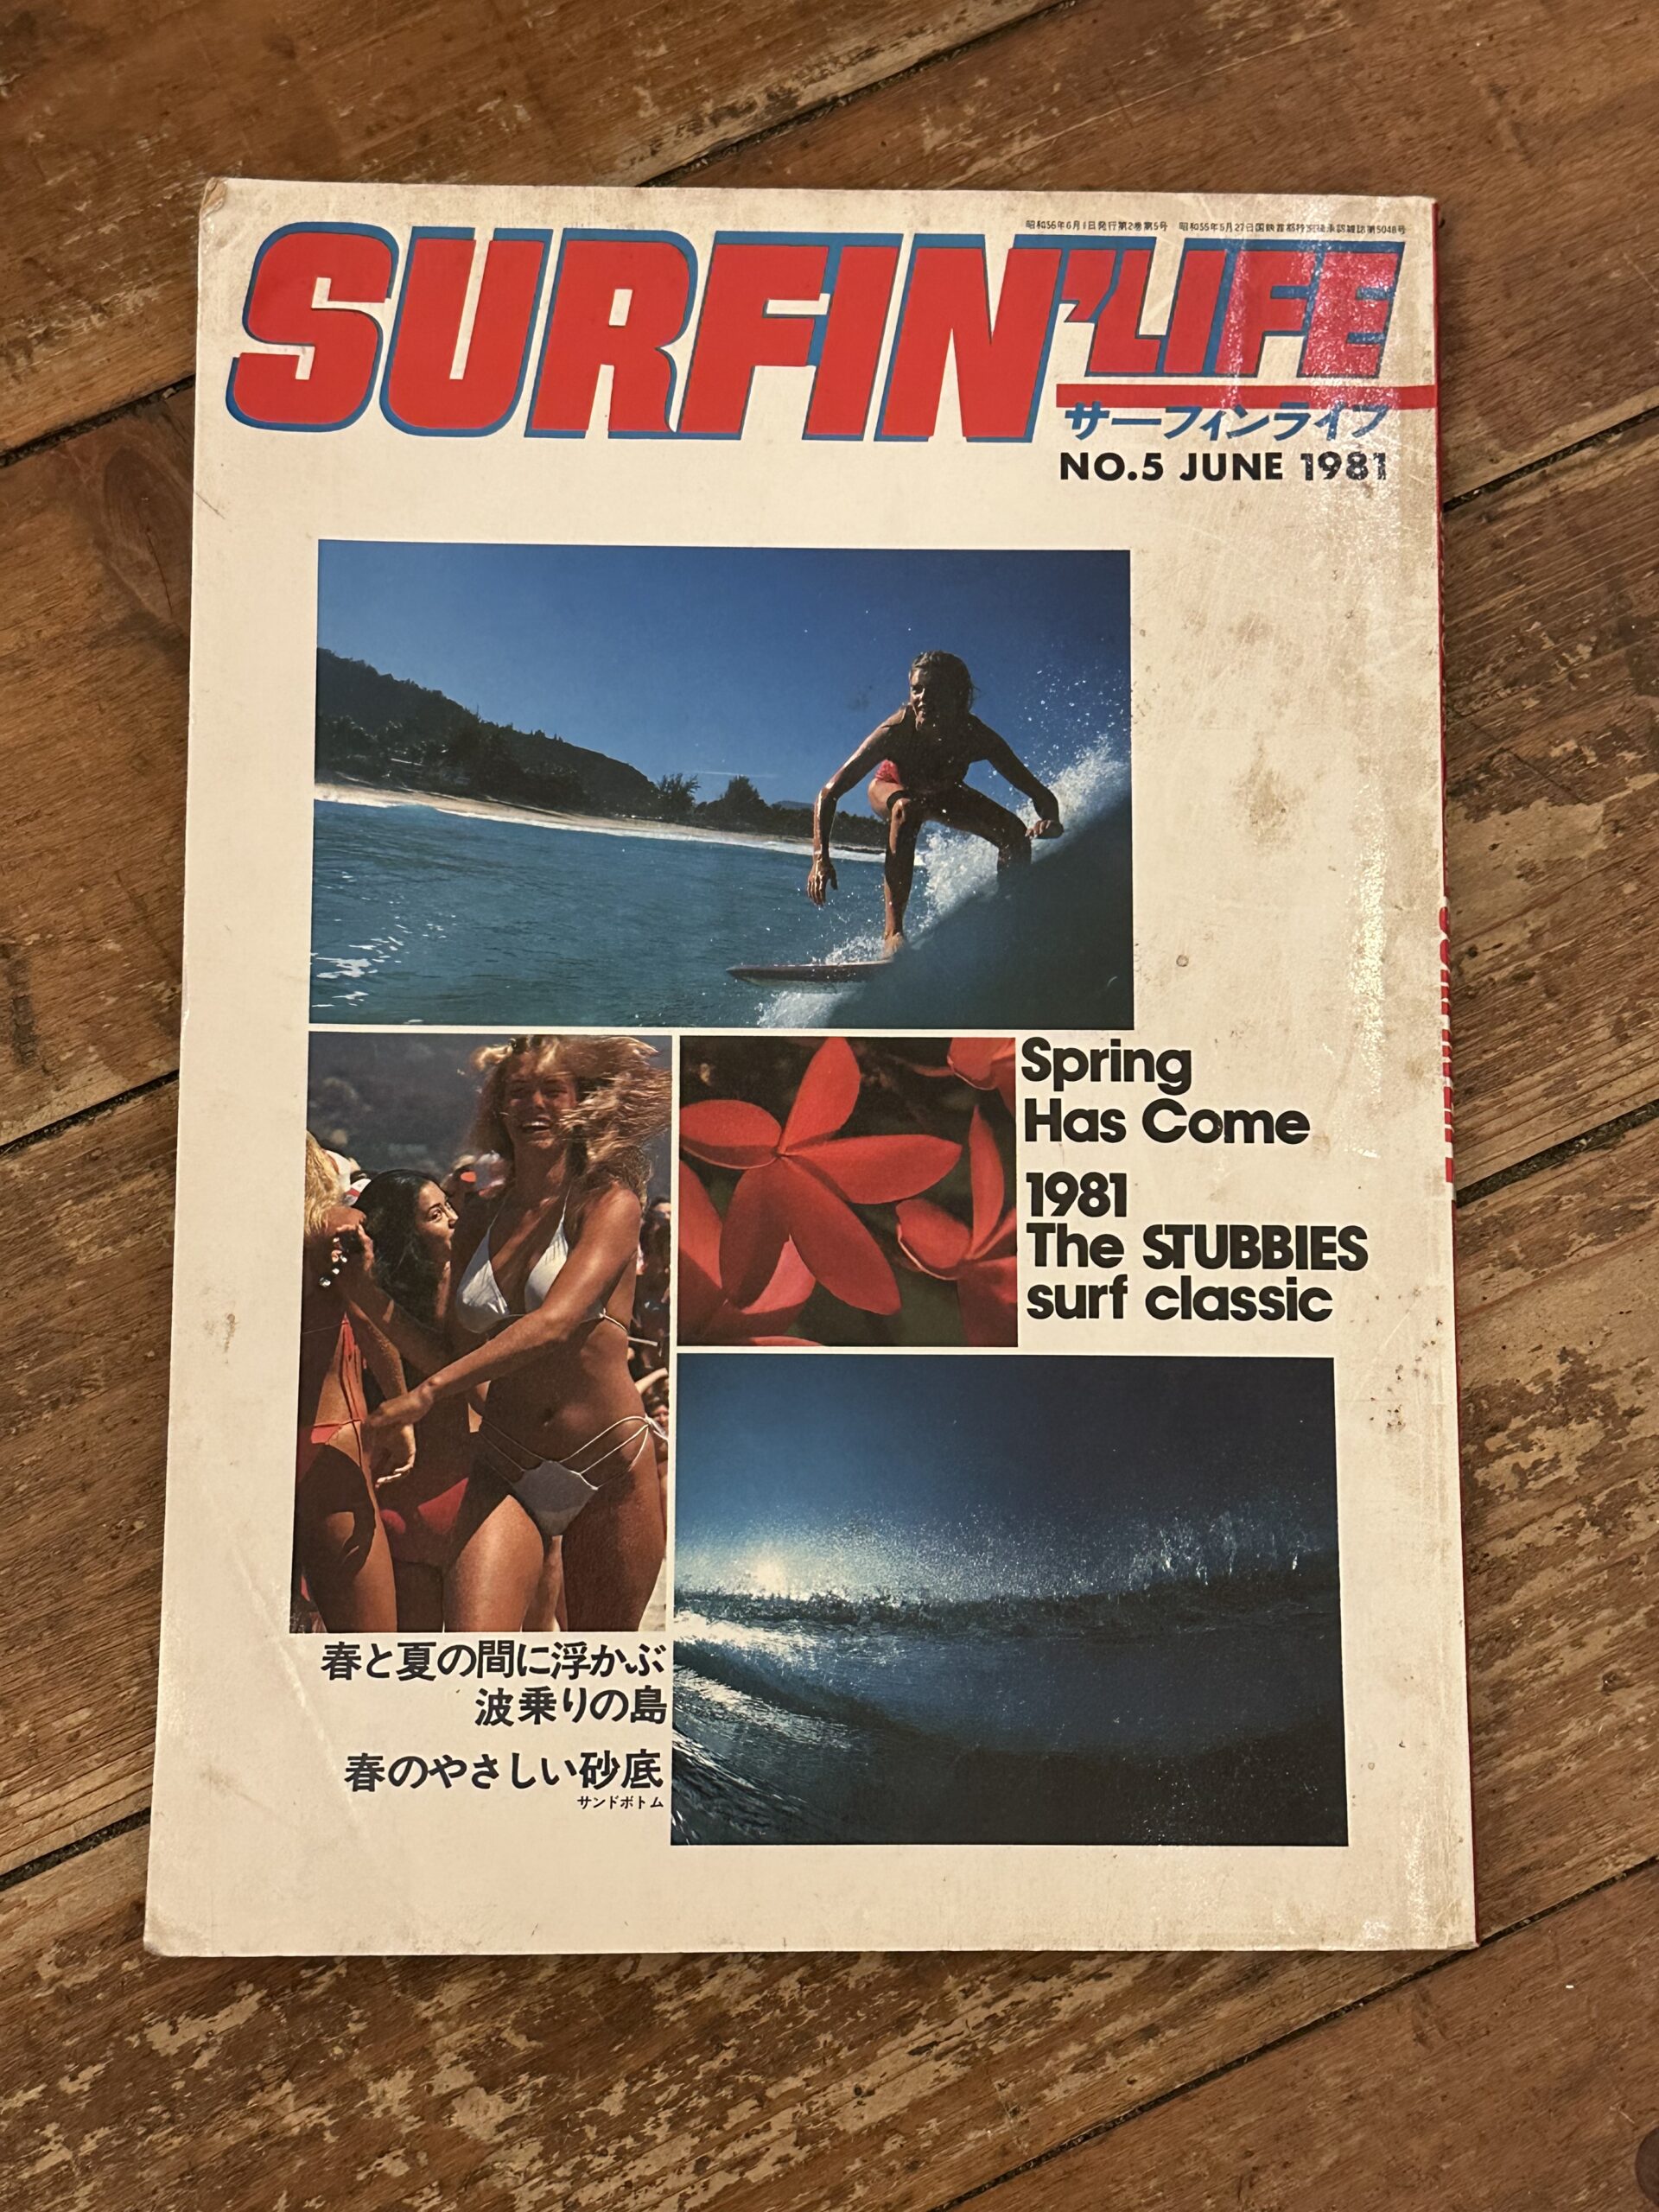 昭和56年6月1日発行第2巻第5号 昭和55年5月27日国鉄首都特別扱承認雑誌第5048号
SURFIN'LIFE
サーフィンライフ
NO.5 JUNE 1981
Spring
Has Come
1981
The STUBBIES
surf classic
春と夏の間に浮かぶ
波乗りの島
春のやさしい砂底
サンドボトム